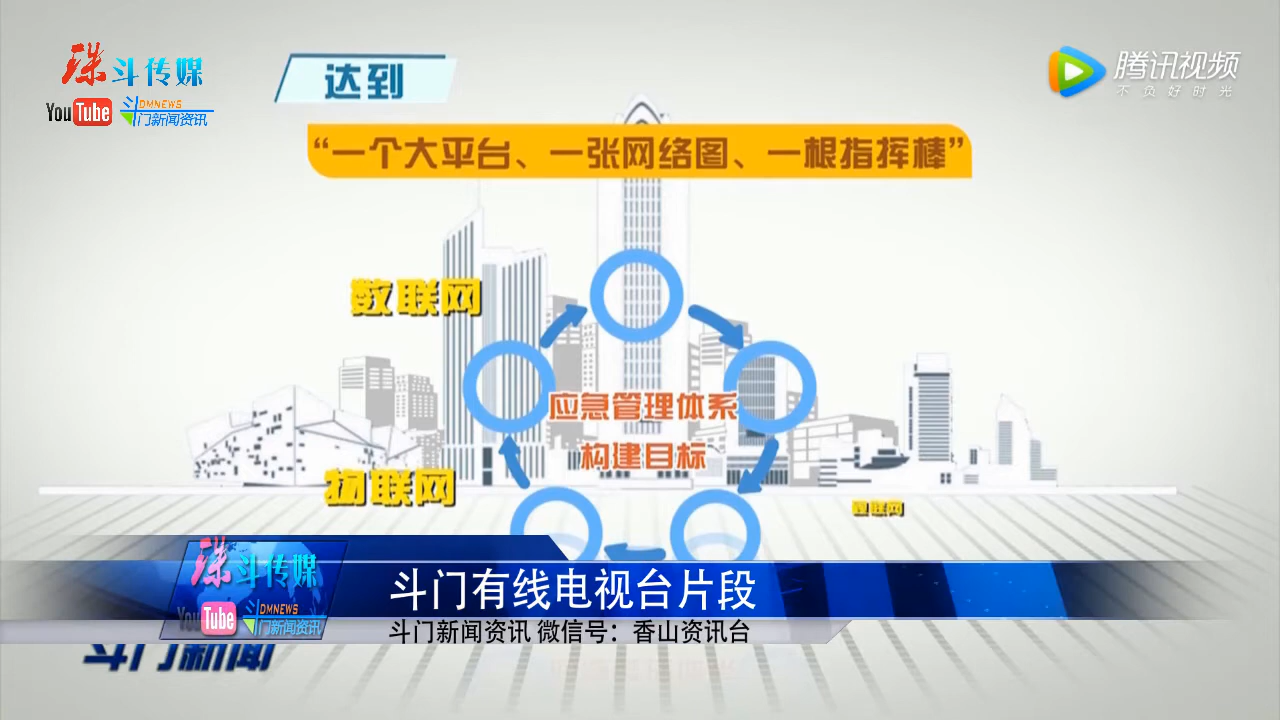 珠斗传媒
YouTube
DMNEWS
斗门新闻资讯
达到
腾讯视频
不负好时光
“一个大平台、一张网络图、一根指挥棒”
数联网
应急管理体系
构建目标
物联网
珠斗传媒
YouTube
DMNEWS
斗门新闻资讯
斗门有线电视台片段
斗门新闻资讯 微信号：香山资讯台
斗门新闻